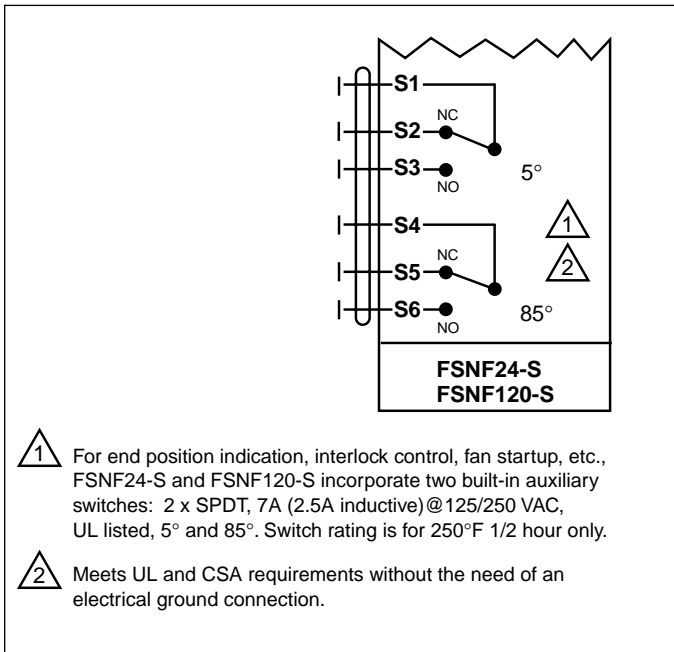 S1
NC
S2
S3
NO
5°
S4
1
NC
2
S5
S6
NO
85°
FSNF24-S
FSNF120-S
1 For end position indication, interlock control, fan startup, etc.,
FSNF24-S and FSNF120-S incorporate two built-in auxiliary
switches: 2 x SPDT, 7A (2.5A inductive)@125/250 VAC,
UL listed, 5° and 85°. Switch rating is for 250°F 1/2 hour only.
2 Meets UL and CSA requirements without the need of an
electrical ground connection.